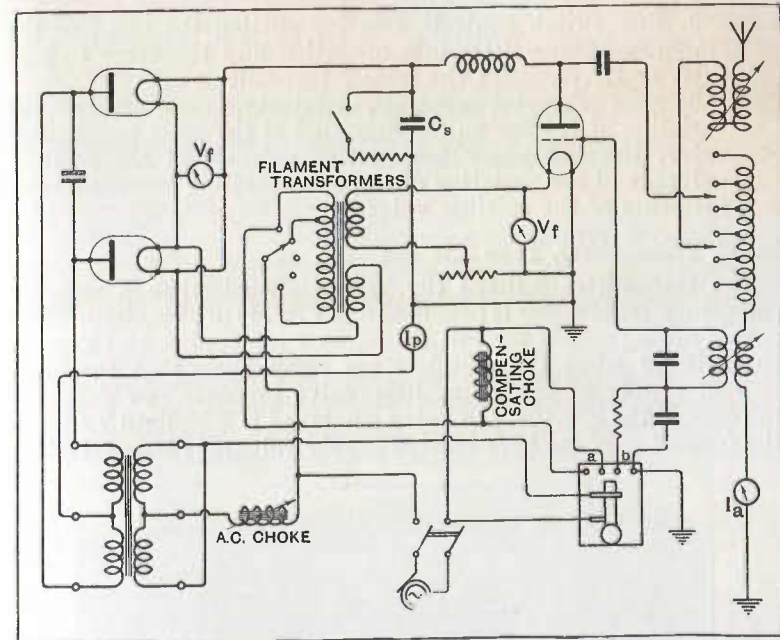 Vf
Cs
FILAMENT
TRANSFORMERS
Vf
Ip
COMPEN-
SATING
CHOKE
a
b
Ia
A.C. CHOKE